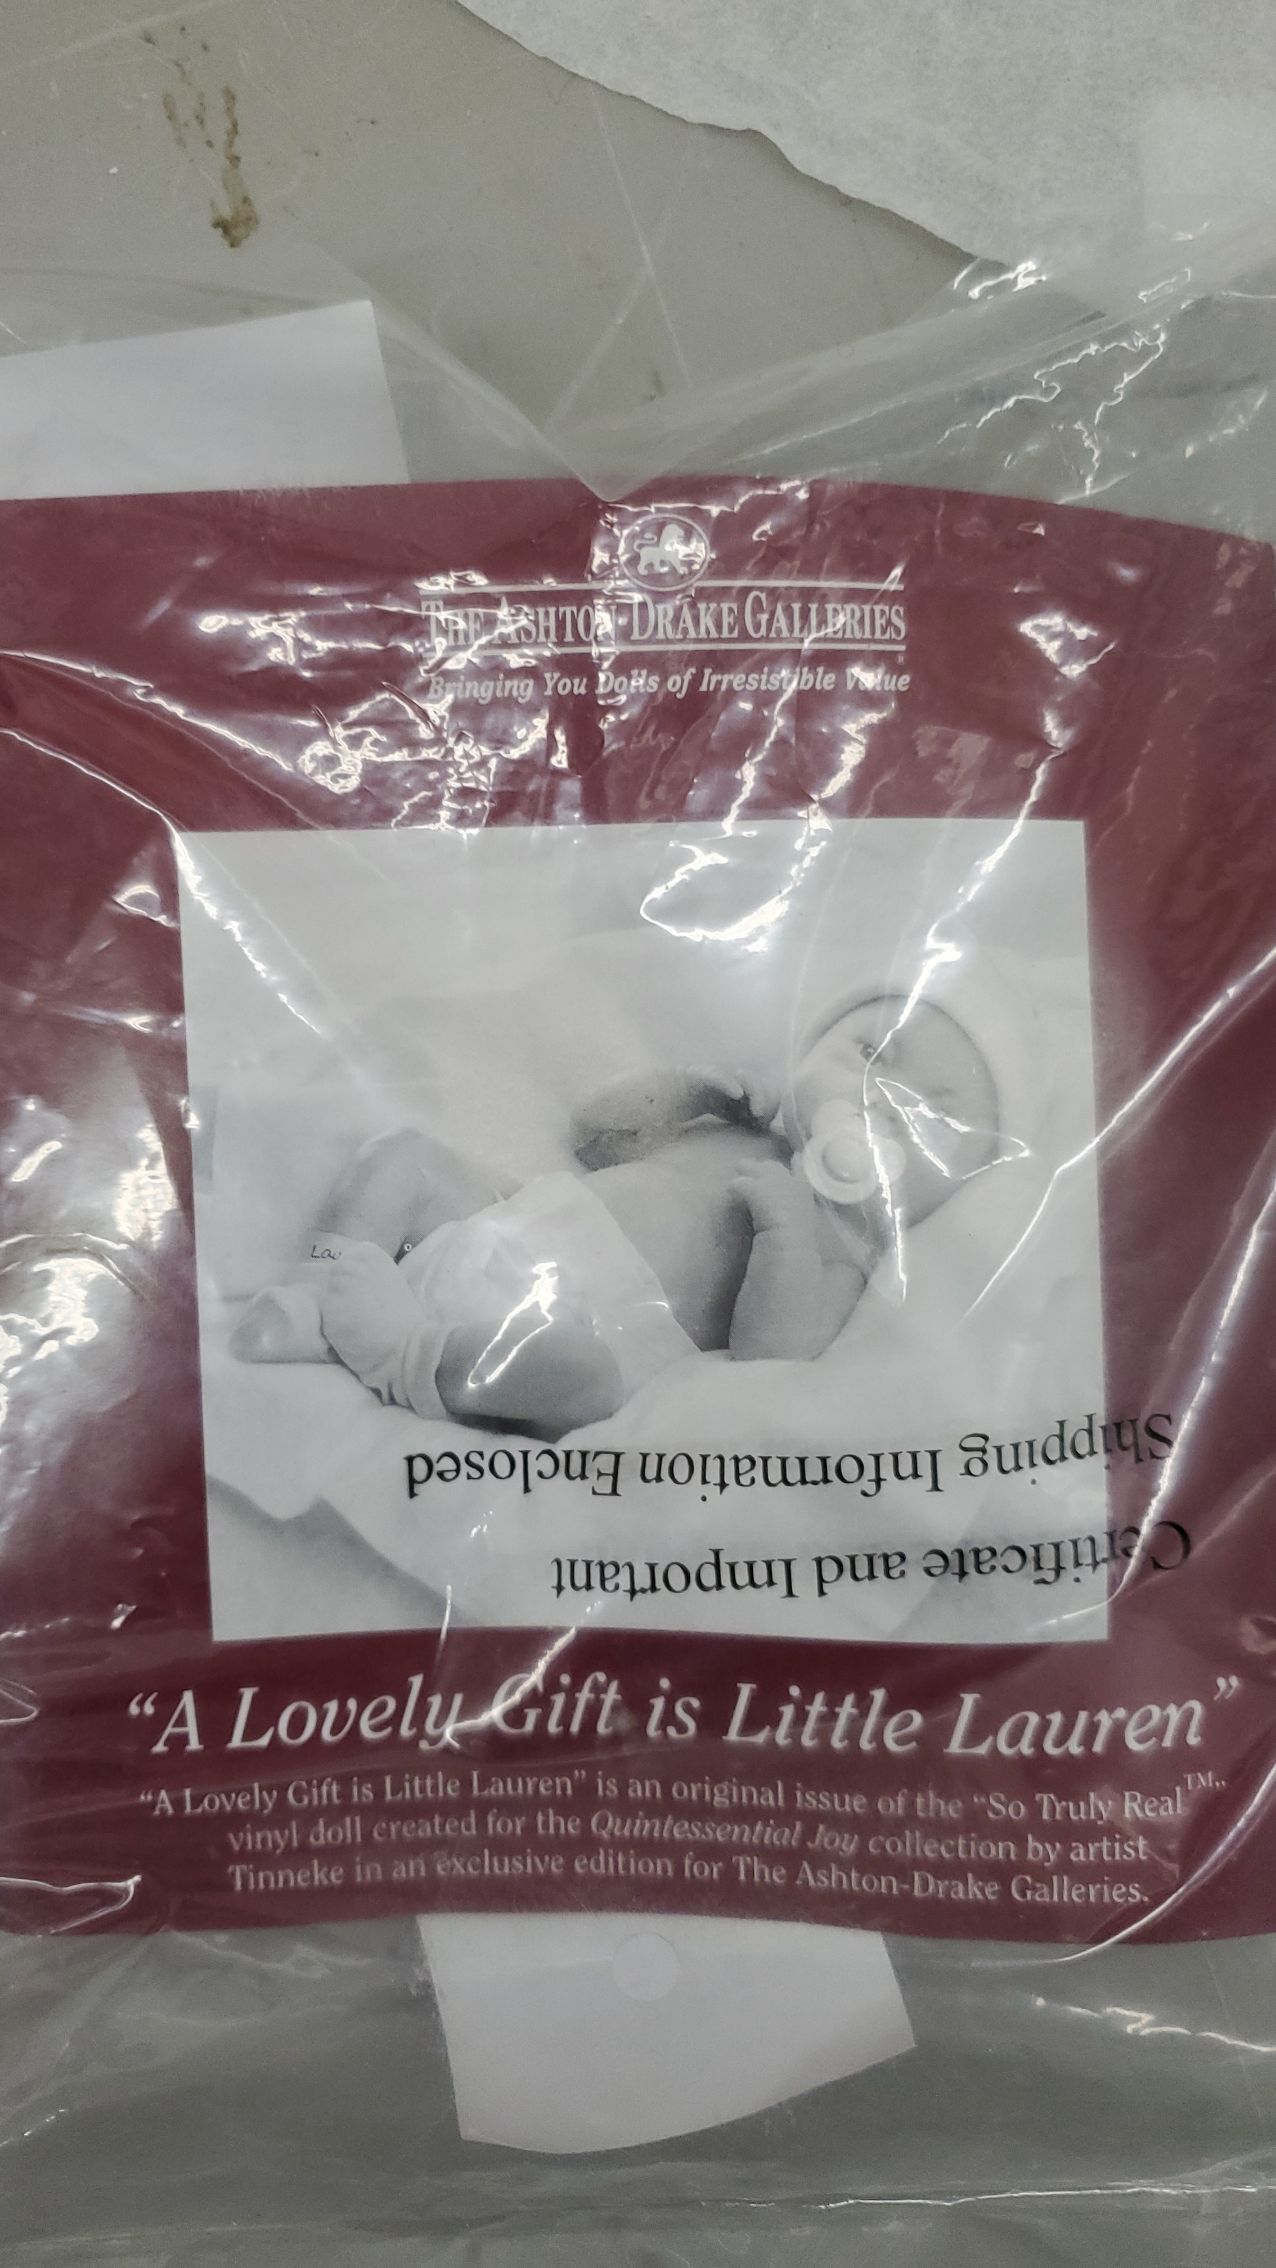 THE ASHTON-DRAKE GALLERIES
Bringing You Dolls of Irresistible Value
Lau
Certificate and Important
Shipping Information Enclosed
“A Lovely Gift is Little Lauren”
“A Lovely Gift is Little Lauren” is an original issue of the “So Truly Real™”
vinyl doll created for the Quintessential Joy collection by artist
Tinneke in an exclusive edition for The Ashton-Drake Galleries.